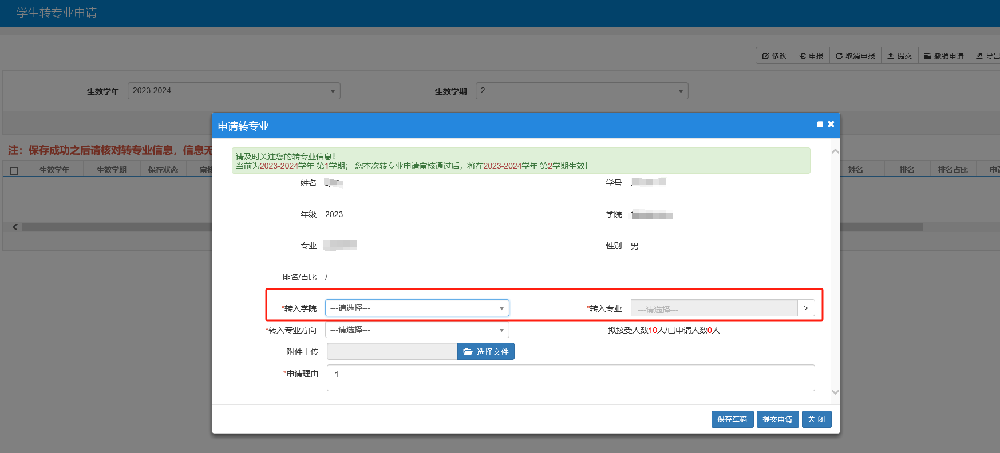 学生转专业申请
修改 申报 取消申报 提交 撤销申请 导出
生效学年 2023-2024 生效学期 2
申请转专业
注：保存成功之后请核对转专业信息，信息无
生效学年 生效学期 保存状态 审核 姓名 排名 排名占比 申请
请及时关注您的转专业信息！
当前为2023-2024学年 第1学期； 您本次转专业申请审核通过后，将在2023-2024学年 第2学期生效！
姓名 学号
年级 2023 学院
专业 性别 男
排名/占比 /
*转入学院 ---请选择--- *转入专业 ---请选择--- >
*转入专业方向 ---请选择--- 拟接受人数10人/已申请人数0人
附件上传 选择文件
*申请理由 1
保存草稿 提交申请 关 闭